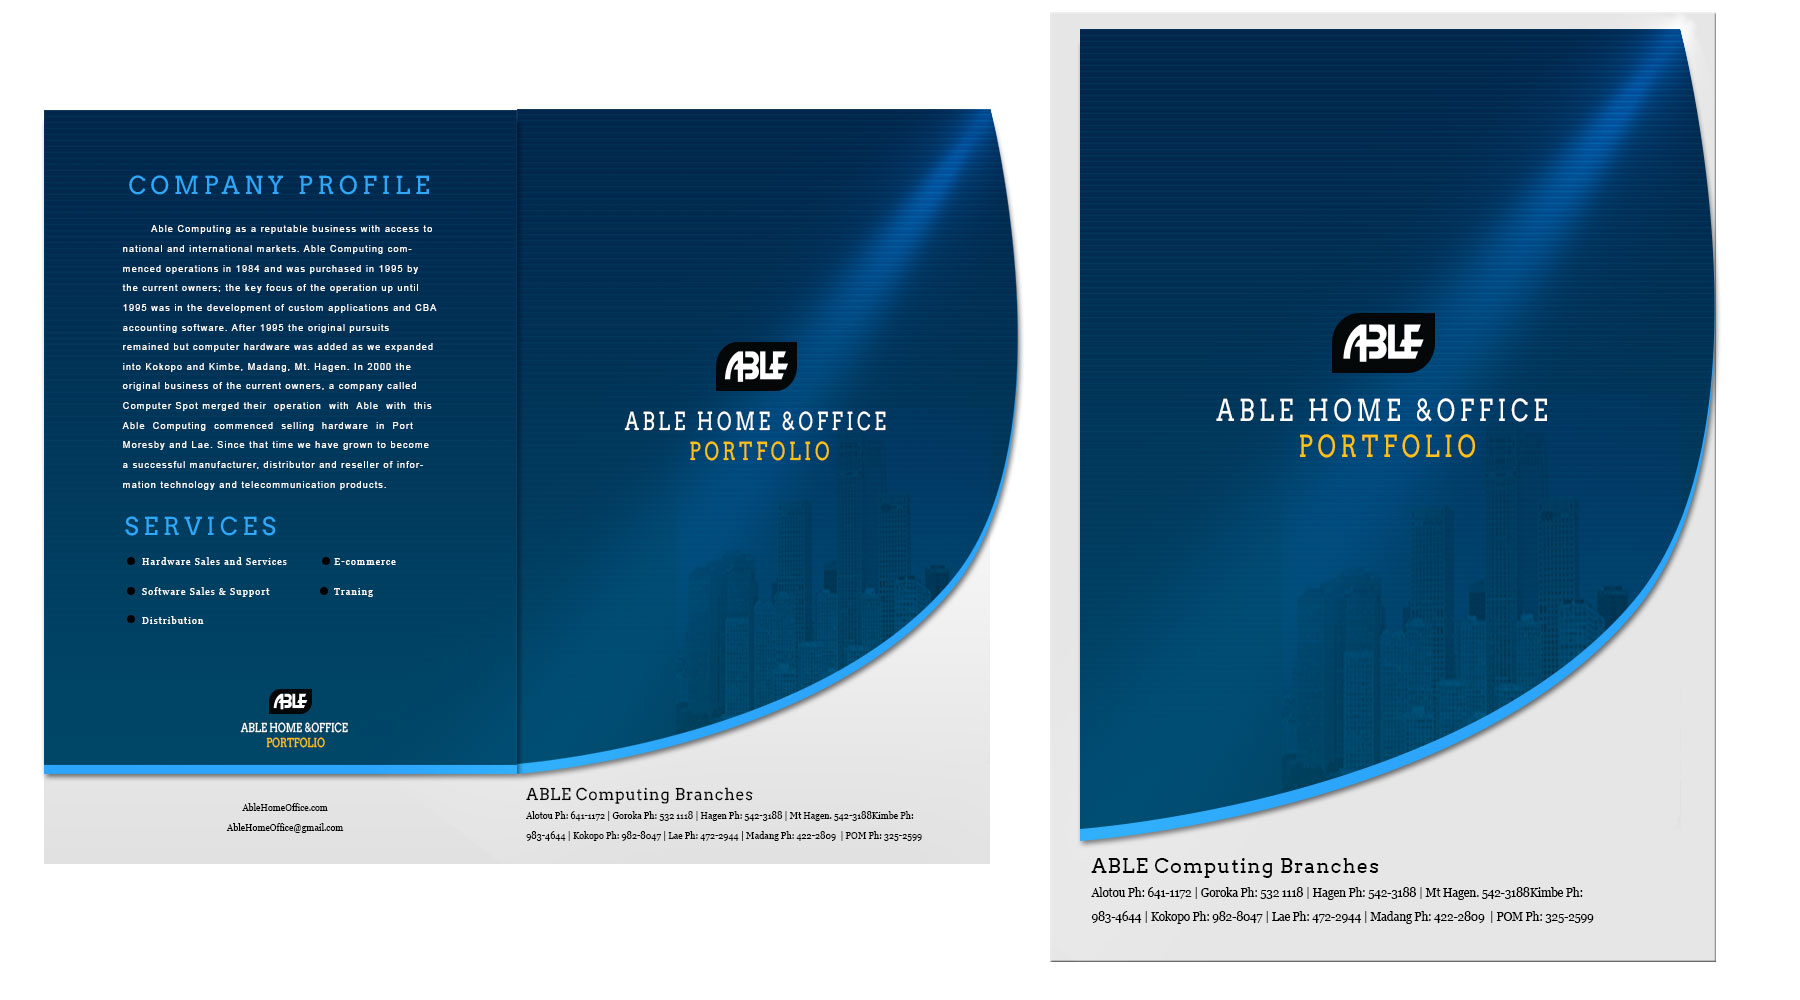 COMPANY PROFILE
Able Computing as a reputable business with access to
national and international markets. Able Computing com-
menced operations in 1984 and was purchased in 1995 by
the current owners; the key focus of the operation up until
1995 was in the development of custom applications and CBA
accounting software. After 1995 the original pursuits
remained but computer hardware was added as we expanded
into Kokopo and Kimbe, Madang, Mt. Hagen. In 2000 the
original business of the current owners, a company called
Computer Spot merged their operation with Able with this
Able Computing commenced selling hardware in Port
Moresby and Lae. Since that time we have grown to become
a successful manufacturer, distributor and reseller of infor-
mation technology and telecommunication products.
SERVICES
Hardware Sales and Services
E-commerce
Software Sales & Support
Traning
Distribution
ABLE
ABLE HOME &OFFICE
PORTFOLIO
AbleHomeOffice.com
AbleHomeOffice@gmail.com
ABLE
ABLE HOME &OFFICE
PORTFOLIO
ABLE Computing Branches
Alotou Ph: 641-1172 | Goroka Ph: 532 1118 | Hagen Ph: 542-3188 | Mt Hagen. 542-3188Kimbe Ph:
983-4644 | Kokopo Ph: 982-8047 | Lae Ph: 472-2944 | Madang Ph: 422-2809 | POM Ph: 325-2599
ABLE
ABLE HOME &OFFICE
PORTFOLIO
ABLE Computing Branches
Alotou Ph: 641-1172 | Goroka Ph: 532 1118 | Hagen Ph: 542-3188 | Mt Hagen. 542-3188Kimbe Ph:
983-4644 | Kokopo Ph: 982-8047 | Lae Ph: 472-2944 | Madang Ph: 422-2809 | POM Ph: 325-2599